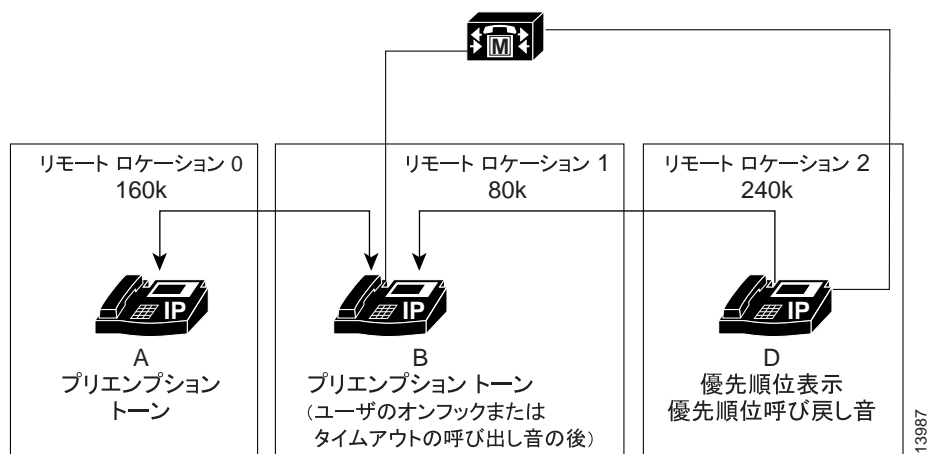 M
リモート ロケーション 0
160k
リモート ロケーション 1
80k
リモート ロケーション 2
240k
IP
IP
IP
A
プリエンプション
トーン
B
プリエンプション トーン
(ユーザのオンフックまたは
タイムアウトの呼び出し音の後)
D
優先順位表示
優先順位呼び戻し音
13987